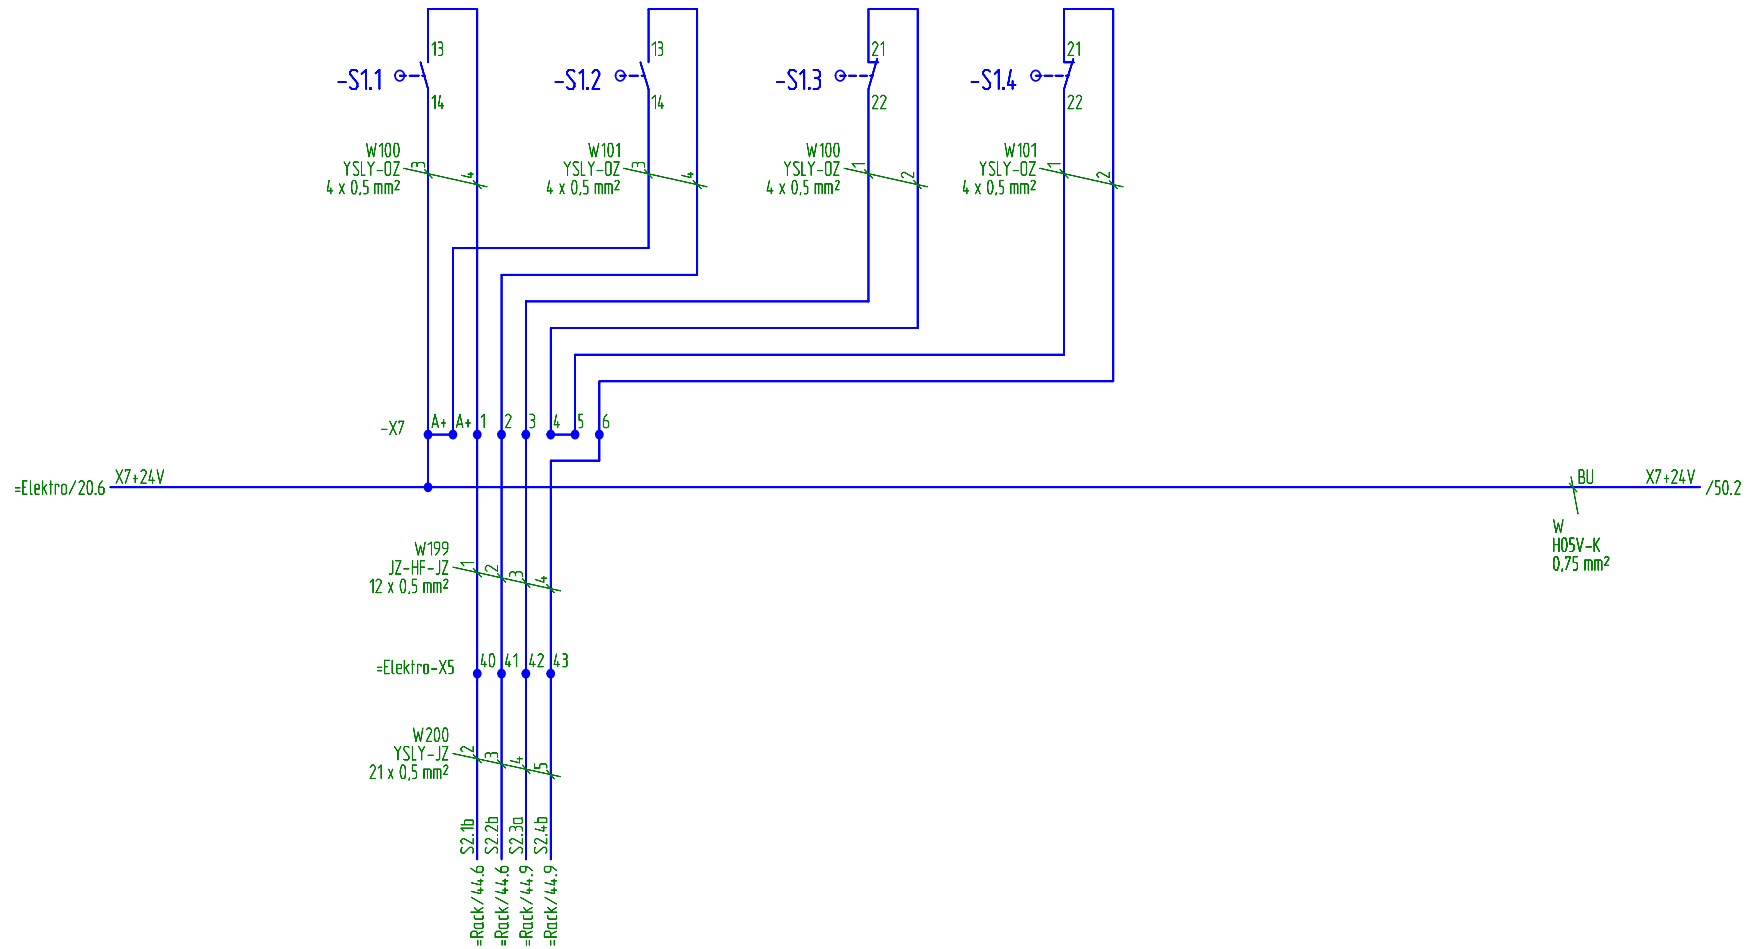 13
13
21
21
-S1.1
-S1.2
-S1.3
-S1.4
14
14
22
22
W100
YSLY-OZ
4 x 0,5 mm²
3
4
W101
YSLY-OZ
4 x 0,5 mm²
3
4
W100
YSLY-OZ
4 x 0,5 mm²
1
2
W101
YSLY-OZ
4 x 0,5 mm²
1
2
-X7
A+
A+
1
2
3
4
5
6
=Elektro/20.6
X7+24V
BU
X7+24V
/50.2
W
H05V-K
0,75 mm²
W199
JZ-HF-JZ
12 x 0,5 mm²
1
2
3
4
=Elektro-X5
40
41
42
43
W200
YSLY-JZ
21 x 0,5 mm²
2
3
4
5
S2.1b
S2.2b
S2.3a
S2.4b
=Rack/44.6
=Rack/44.6
=Rack/44.9
=Rack/44.9